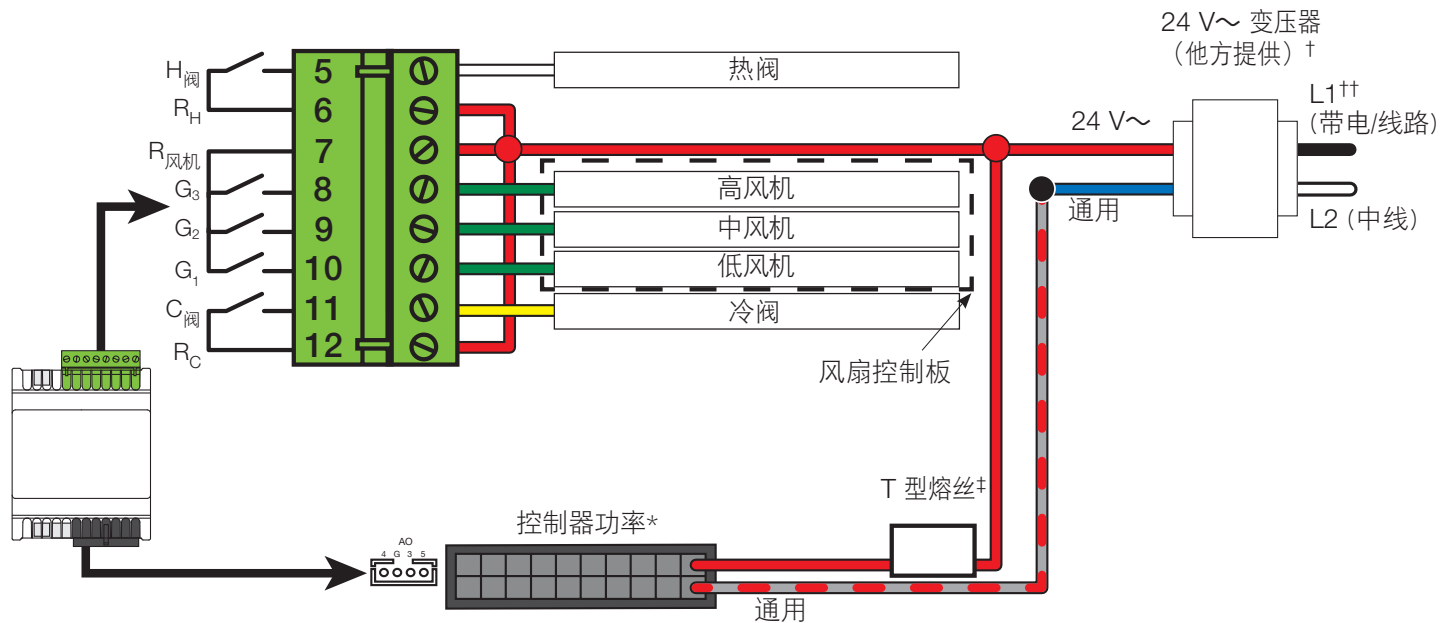 24 V～ 变压器
（他方提供）†
L1††
(带电/线路)
24 V～
通用
L2 (中线)
H阀
5
热阀
RH
6
R风机
7
G3
8
高风机
G2
9
中风机
G1
10
低风机
C阀
11
冷阀
RC
12
风扇控制板
T 型熔丝‡
控制器功率*
AO
4 G 3 5
通用